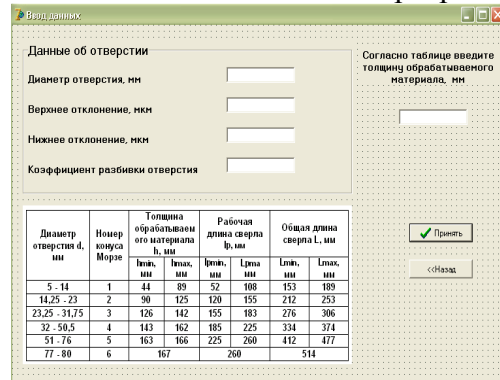 Ввод данных
Данные об отверстии
Диаметр отверстия, мм
Верхнее отклонение, мкм
Нижнее отклонение, мкм
Коэффициент разбивки отверстия
Согласно таблице введите
толщину обрабатываемого
материала, мм
Принять
<<Назад
Диаметр отверстия d, мм | Номер конуса Морзе | Толщина обрабатываем ого материала h, мм | Рабочая длина сверла lр, мм | Общая длина сверла L, мм
hmin, мм | hmax, мм | lpmin, мм | Lpma мм | Lmin, мм | Lmax, мм
5 - 14 | 1 | 44 | 89 | 52 | 108 | 153 | 189
14,25 - 23 | 2 | 90 | 125 | 120 | 155 | 212 | 253
23,25 - 31,75 | 3 | 126 | 142 | 155 | 183 | 276 | 306
32 - 50,5 | 4 | 143 | 162 | 185 | 225 | 334 | 374
51 - 76 | 5 | 163 | 166 | 225 | 260 | 412 | 477
77 - 80 | 6 | 167 | 260 | 514